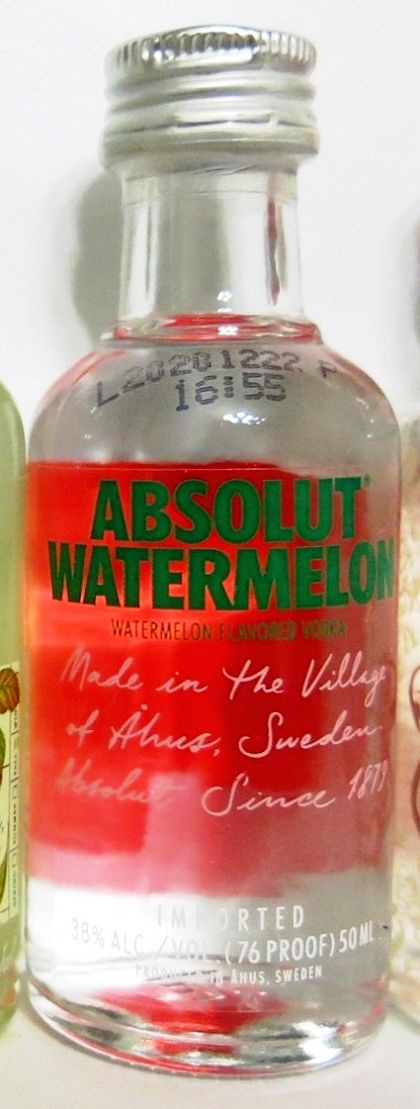 L20201222 P
16:55
ABSOLUT®
WATERMELON
WATERMELON FLAVORED VODKA
Made in the Village
of Åhus, Sweden.
Absolut Since 1879.
IMPORTED
38% ALC./VOL.(76 PROOF) 50 ML
PRODUCED IN ÅHUS, SWEDEN